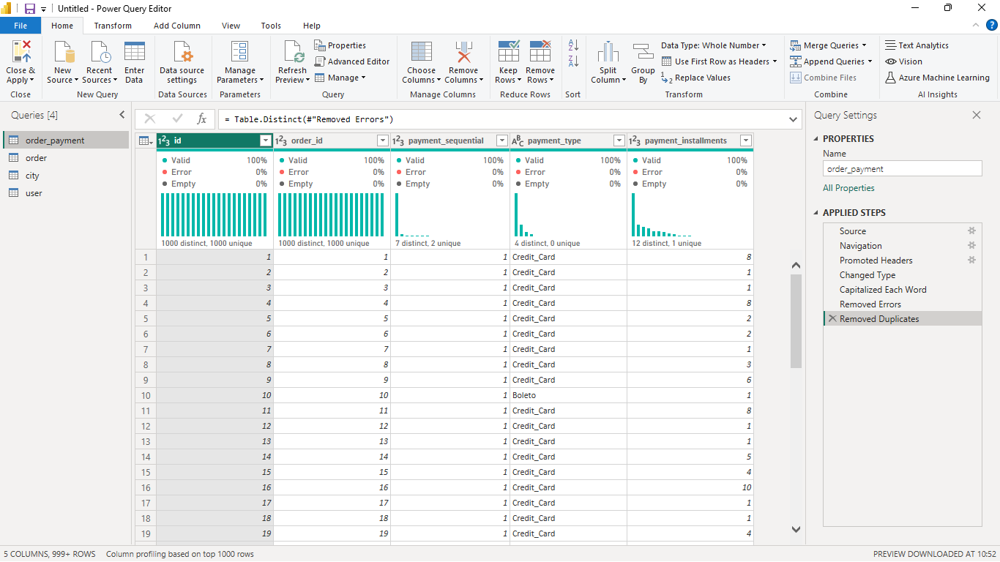 Untitled - Power Query Editor
File Home Transform Add Column View Tools Help
Close & Apply
Close
New Source
Recent Sources
Enter Data
New Query
Data source settings
Data Sources
Manage Parameters
Parameters
Refresh Preview
Properties
Advanced Editor
Manage
Query
Choose Columns
Remove Columns
Manage Columns
Keep Rows
Remove Rows
Reduce Rows
Sort
Split Column
Group By
Data Type: Whole Number
Use First Row as Headers
Replace Values
Transform
Merge Queries
Append Queries
Combine Files
Combine
Text Analytics
Vision
Azure Machine Learning
AI Insights
Queries [4]
order_payment
order
city
user
fx = Table.Distinct(#"Removed Errors")
id order_id payment_sequential payment_type payment_installments
Valid 100% Valid 100% Valid 100% Valid 100% Valid 100%
Error 0% Error 0% Error 0% Error 0% Error 0%
Empty 0% Empty 0% Empty 0% Empty 0% Empty 0%
1000 distinct, 1000 unique 1000 distinct, 1000 unique 7 distinct, 2 unique 4 distinct, 0 unique 12 distinct, 1 unique
1 1 1 1 Credit_Card 8
2 2 2 1 Credit_Card 1
3 3 3 1 Credit_Card 1
4 4 4 1 Credit_Card 8
5 5 5 1 Credit_Card 2
6 6 6 1 Credit_Card 2
7 7 7 1 Credit_Card 1
8 8 8 1 Credit_Card 3
9 9 9 1 Credit_Card 6
10 10 10 1 Boleto 1
11 11 11 1 Credit_Card 8
12 12 12 1 Credit_Card 1
13 13 13 1 Credit_Card 1
14 14 14 1 Credit_Card 5
15 15 15 1 Credit_Card 4
16 16 16 1 Credit_Card 10
17 17 17 1 Credit_Card 1
18 18 18 1 Credit_Card 1
19 19 19 1 Credit_Card 4
Query Settings
PROPERTIES
Name
order_payment
All Properties
APPLIED STEPS
Source
Navigation
Promoted Headers
Changed Type
Capitalized Each Word
Removed Errors
Removed Duplicates
5 COLUMNS, 999+ ROWS Column profiling based on top 1000 rows PREVIEW DOWNLOADED AT 10:52